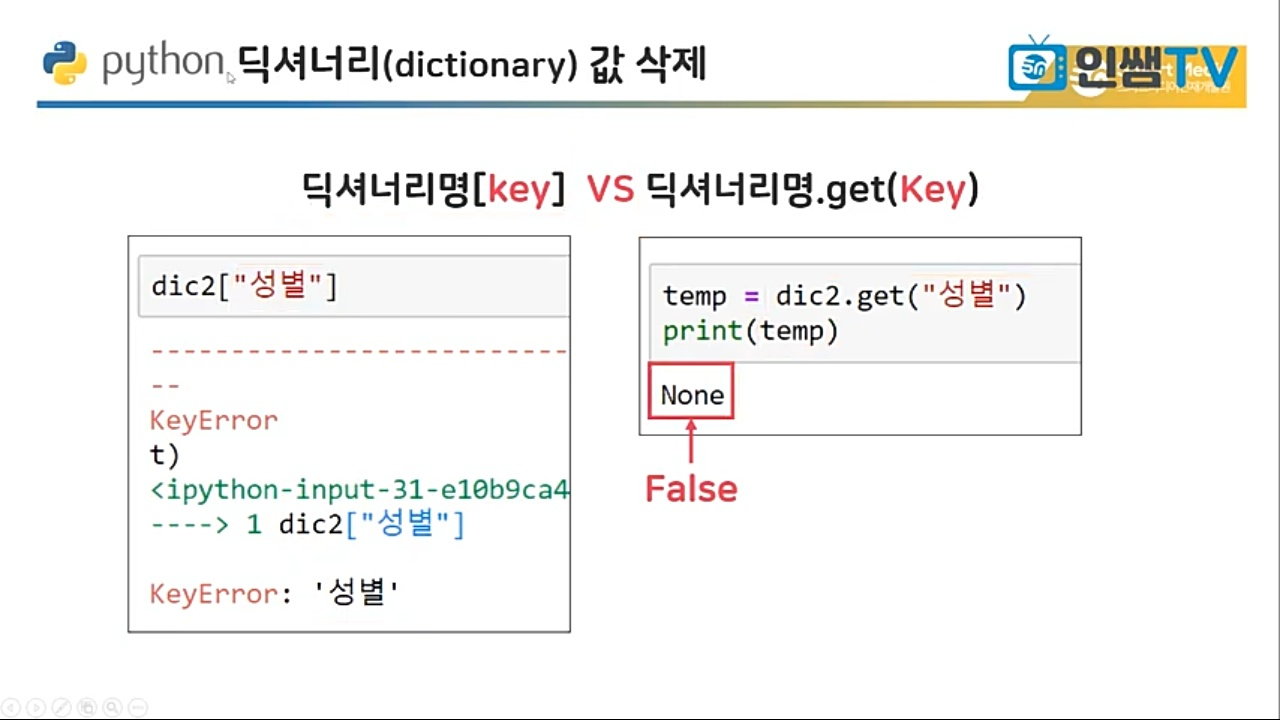 python 딕셔너리(dictionary) 값 삭제
인쌤TV
딕셔너리명[key] VS 딕셔너리명.get(Key)
dic2["성별"]
--------------------------
--
KeyError
t)
<ipython-input-31-e10b9ca4
----> 1 dic2["성별"]
KeyError: '성별'
temp = dic2.get("성별")
print(temp)
None
False